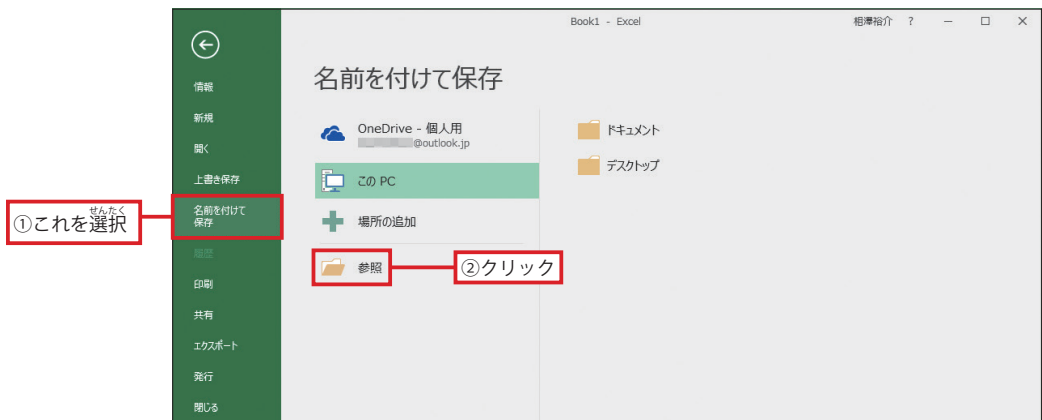 Book1 - Excel
相澤裕介 ?
情報
新規
開く
上書き保存
名前を付けて
保存
履歴
印刷
共有
エクスポート
発行
閉じる
名前を付けて保存
OneDrive - 個人用
@outlook.jp
この PC
場所の追加
参照
ドキュメント
デスクトップ
せんたく
①これを選択
②クリック